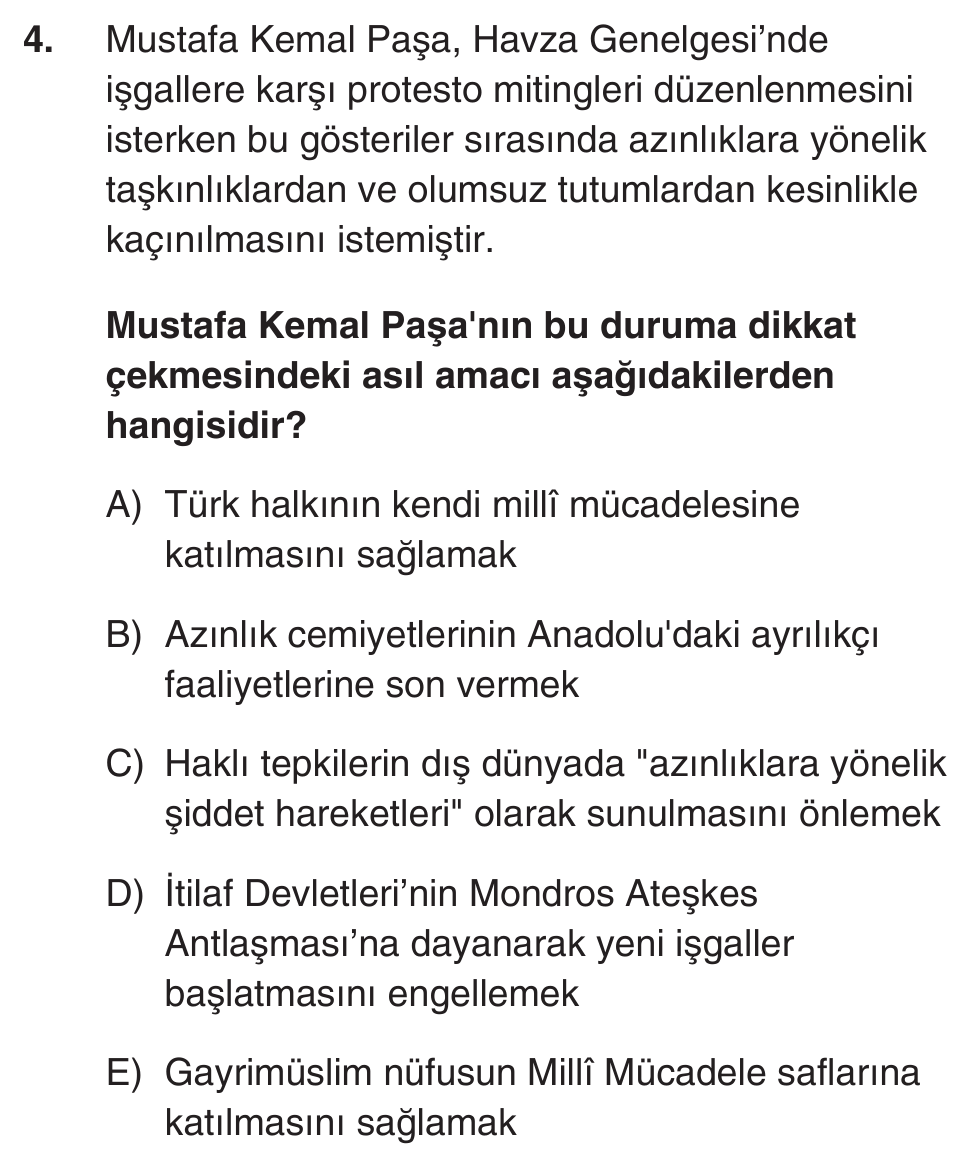 4. Mustafa Kemal Paşa, Havza Genelgesi’nde
işgallere karşı protesto mitingleri düzenlenmesini
isterken bu gösteriler sırasında azınlıklara yönelik
taşkınlıklardan ve olumsuz tutumlardan kesinlikle
kaçınılmasını istemiştir.
Mustafa Kemal Paşa'nın bu duruma dikkat
çekmesindeki asıl amacı aşağıdakilerden
hangisidir?
A) Türk halkının kendi millî mücadelesine
katılmasını sağlamak
B) Azınlık cemiyetlerinin Anadolu'daki ayrılıkçı
faaliyetlerine son vermek
C) Haklı tepkilerin dış dünyada "azınlıklara yönelik
şiddet hareketleri" olarak sunulmasını önlemek
D) İtilaf Devletleri’nin Mondros Ateşkes
Antlaşması’na dayanarak yeni işgaller
başlatmasını engellemek
E) Gayrimüslim nüfusun Millî Mücadele saflarına
katılmasını sağlamak